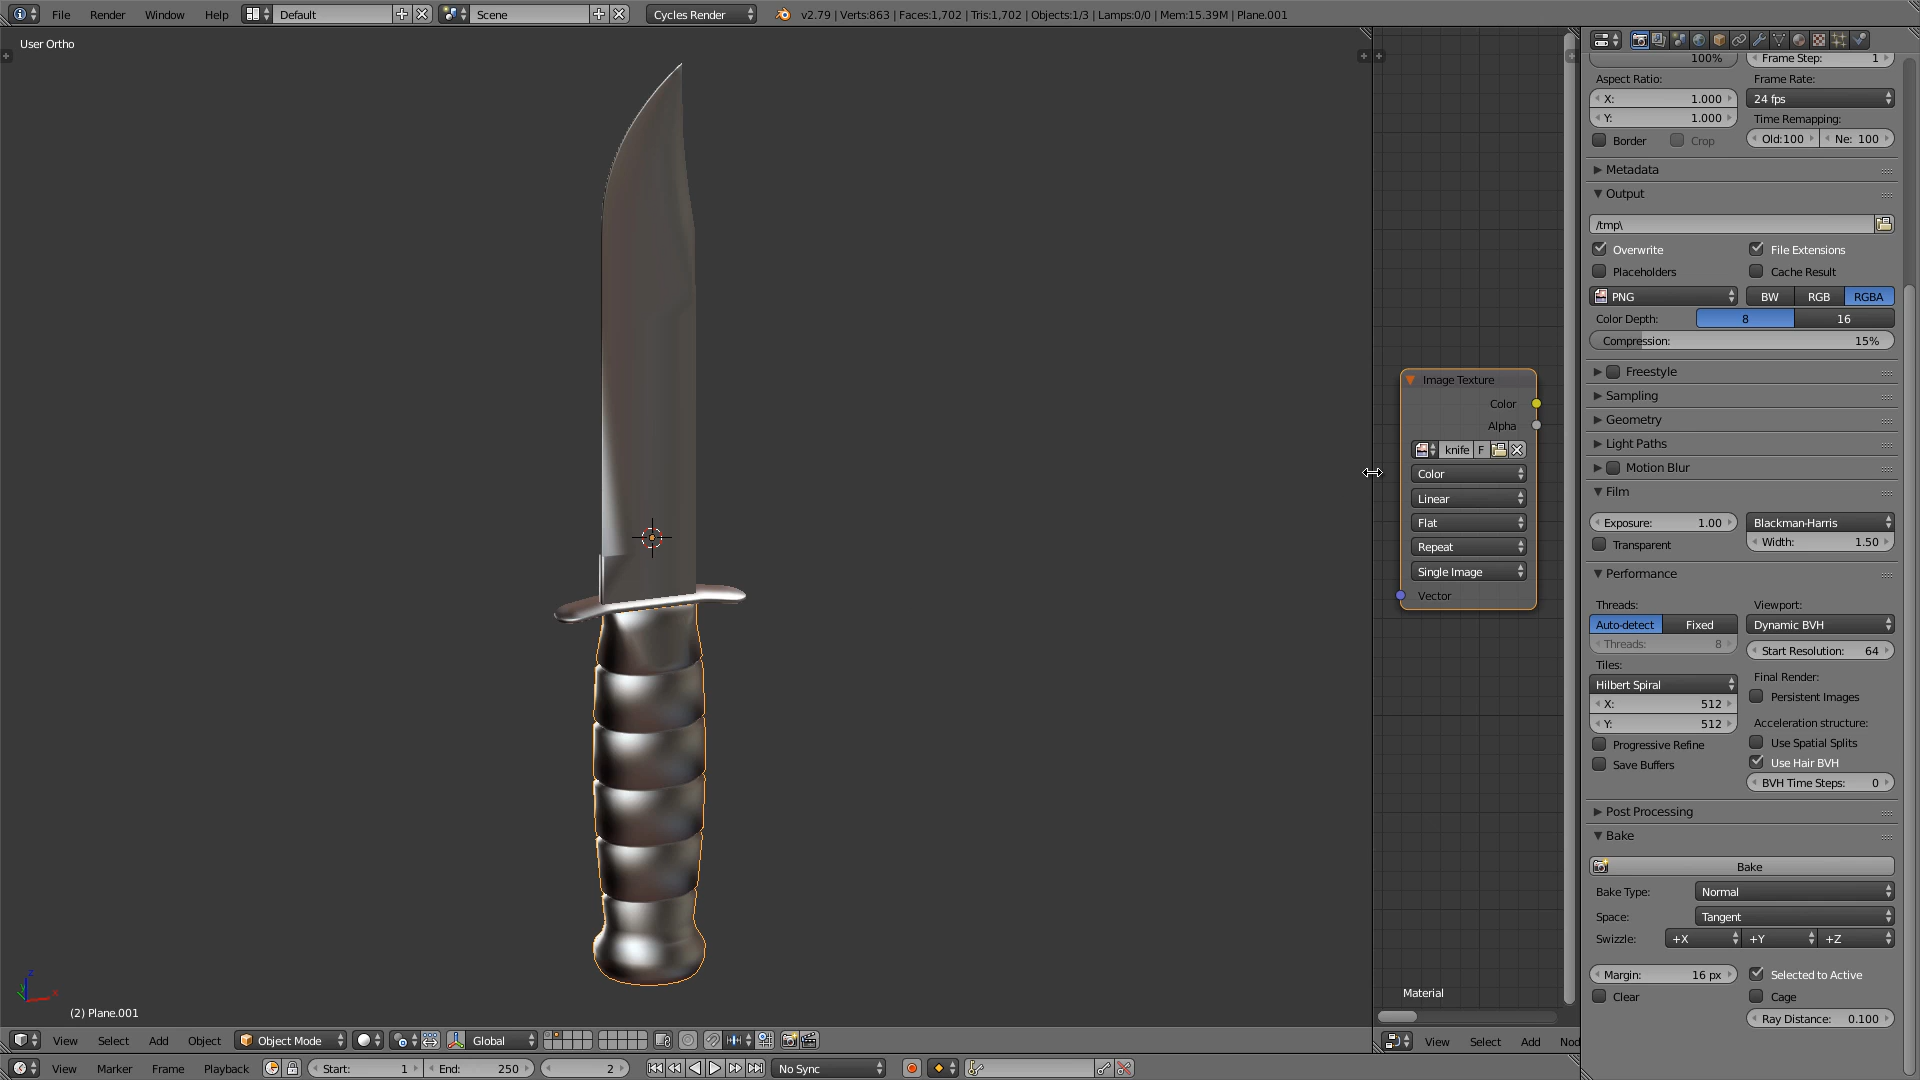 File Render Window Help Default Scene Cycles Render v2.79 | Verts:863 | Faces:1,702 | Tris:1,702 | Objects:1/3 | Lamps:0/0 | Mem:15.39M | Plane.001
User Ortho
100% Frame Step: 1
Aspect Ratio: Frame Rate:
X: 1.000 24 fps
Y: 1.000 Time Remapping:
Border Crop Old:100 Ne: 100
Metadata
Output
/tmp\
Overwrite File Extensions
Placeholders Cache Result
PNG BW RGB RGBA
Color Depth: 8 16
Compression: 15%
Freestyle
Sampling
Geometry
Light Paths
Motion Blur
Film
Exposure: 1.00 Blackman-Harris
Transparent Width: 1.50
Performance
Threads: Viewport:
Auto-detect Fixed Dynamic BVH
Threads: 8 Start Resolution: 64
Tiles: Final Render:
Hilbert Spiral Persistent Images
X: 512
Y: 512 Acceleration structure:
Progressive Refine Use Spatial Splits
Save Buffers Use Hair BVH
BVH Time Steps: 0
Post Processing
Bake
Bake
Bake Type: Normal
Space: Tangent
Swizzle: +X +Y +Z
Margin: 16 px Selected to Active
Clear Cage
Ray Distance: 0.100
Image Texture
Color
Alpha
knife F
Color
Linear
Flat
Repeat
Single Image
Vector
Material
z
y
x
(2) Plane.001
View Select Add Object Object Mode Global
View Select Add Nod
View Marker Frame Playback Start: 1 End: 250 2 No Sync